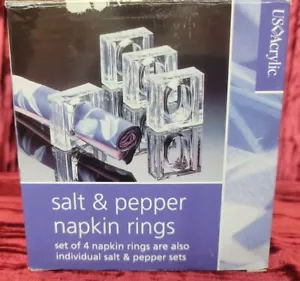 US Acrylic
salt & pepper
napkin rings
set of 4 napkin rings are also
individual salt & pepper sets